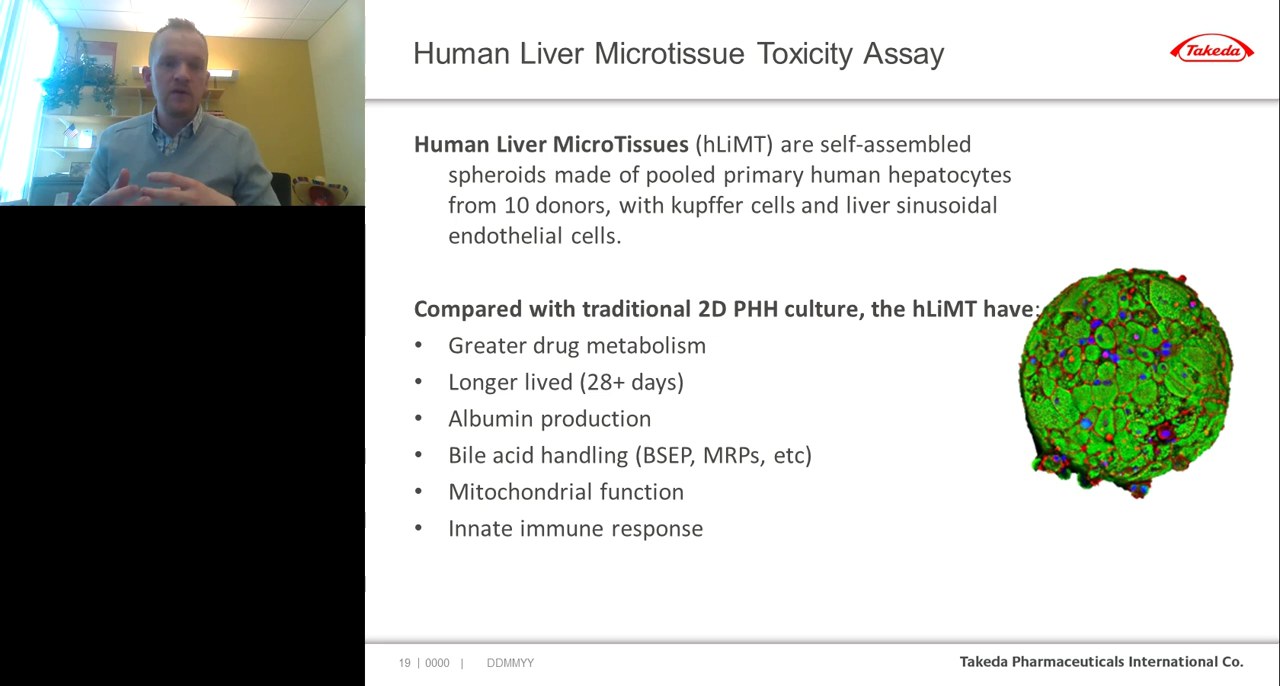 Human Liver Microtissue Toxicity Assay
Takeda
Human Liver MicroTissues (hLiMT) are self-assembled
spheroids made of pooled primary human hepatocytes
from 10 donors, with kupffer cells and liver sinusoidal
endothelial cells.
Compared with traditional 2D PHH culture, the hLiMT have:
• Greater drug metabolism
• Longer lived (28+ days)
• Albumin production
• Bile acid handling (BSEP, MRPs, etc)
• Mitochondrial function
• Innate immune response
19 | 0000 | DDMMYY
Takeda Pharmaceuticals International Co.